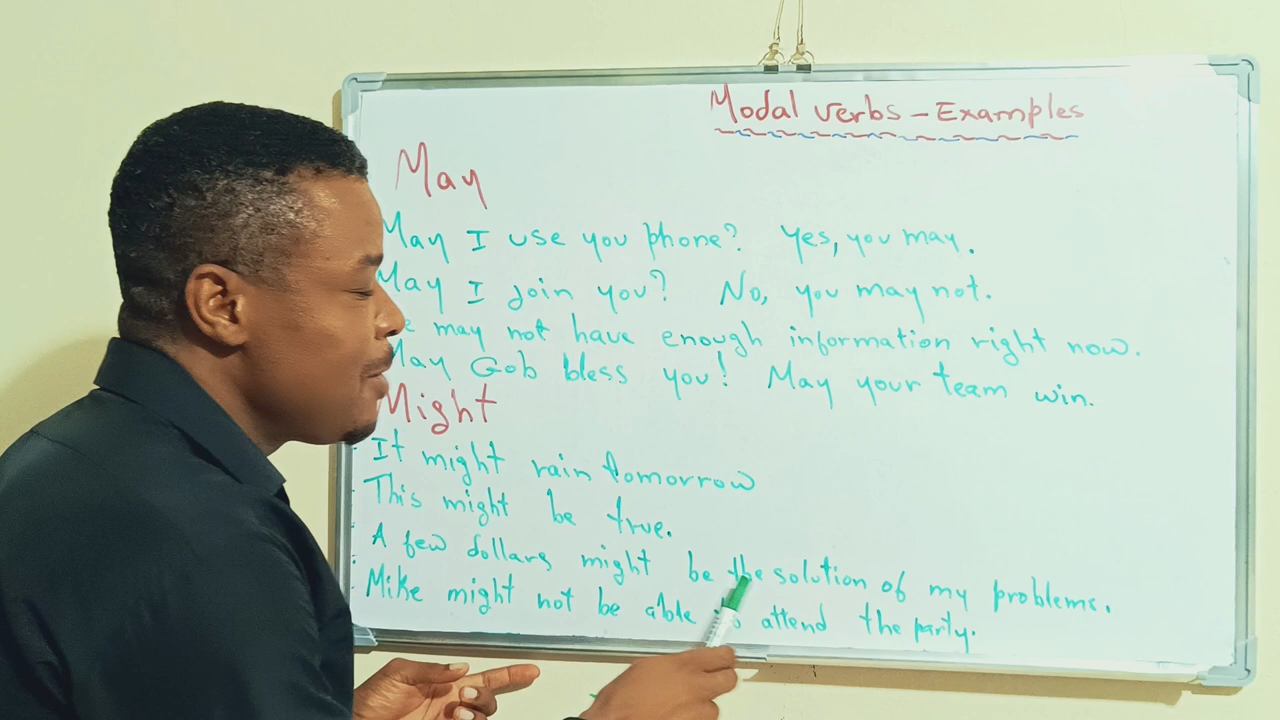 Modal verbs - Examples
May
May I use you phone? Yes, you may.
May I join you? No, you may not.
may not have enough information right now.
May Gob bless you! May your team win.
Might
It might rain tomorrow
This might be true.
A few dollars might be the solution of my problems.
Mike might not be able to attend the party.